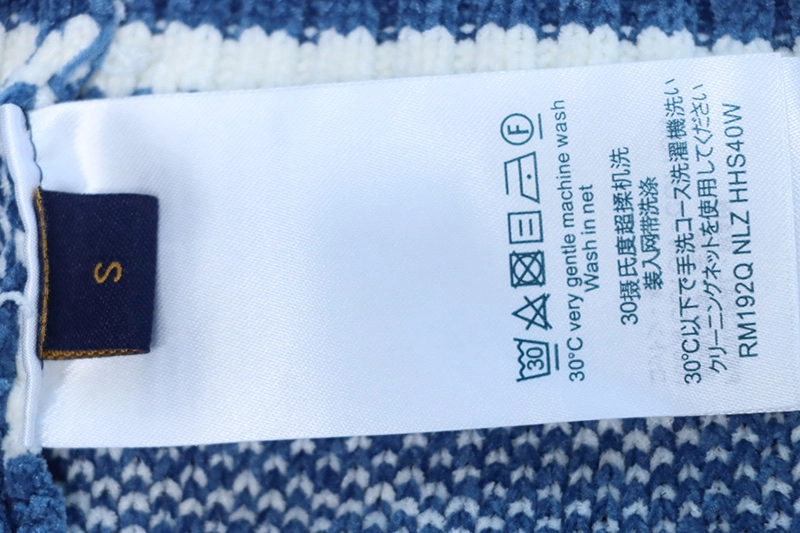 S
30 F
30°C very gentle machine wash
Wash in net
30摄氏度超揉机洗
装入网带洗涤
30℃以下で手洗コース洗濯機洗い
クリーニングネットを使用してください
RM192Q NLZ HHS40W